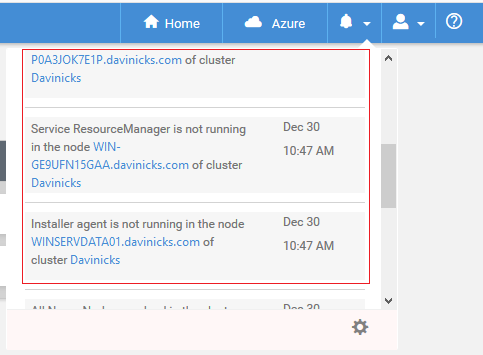 Home
Azure
P0A3JOK7E1P.davinicks.com of cluster
Davinicks
Service ResourceManager is not running
in the node WIN-
GE9UFN15GAA.davinicks.com of cluster
Davinicks
Dec 30
10:47 AM
Installer agent is not running in the node
WINSERVDATA01.davinicks.com of
cluster Davinicks
Dec 30
10:47 AM
Dec 30